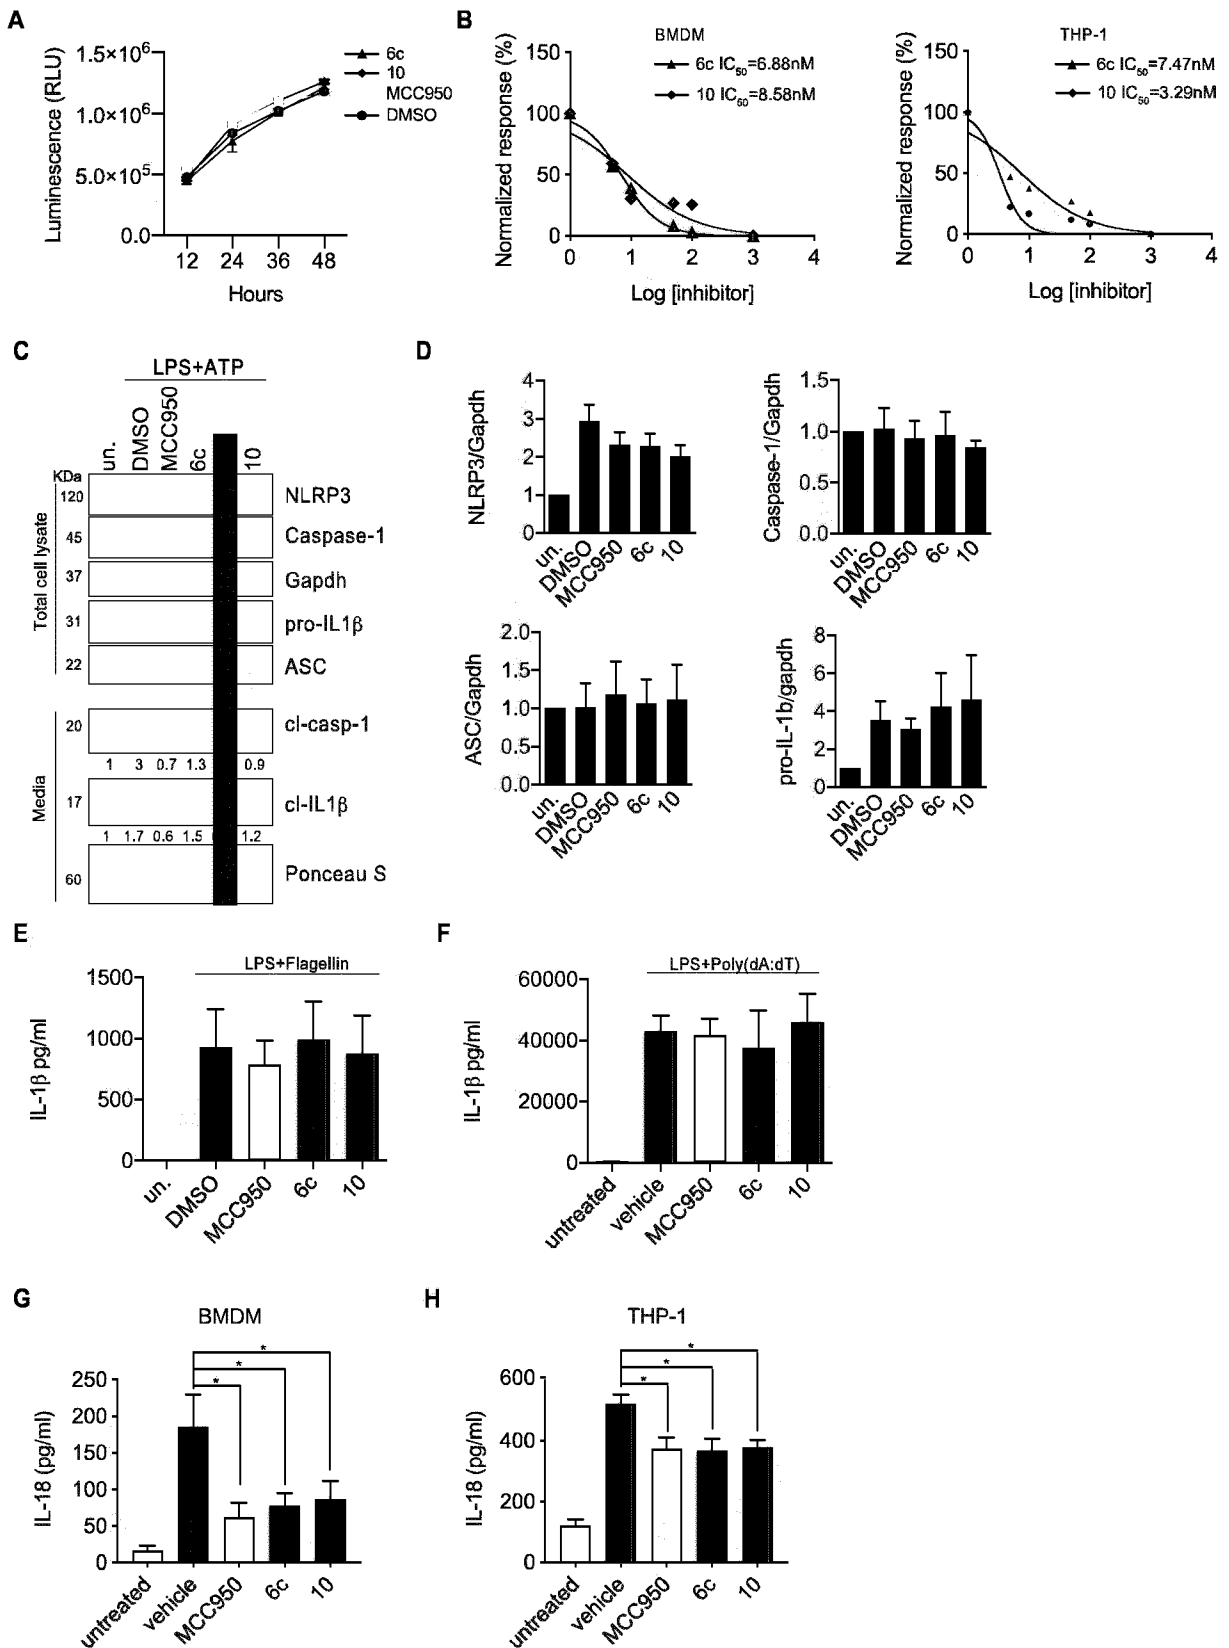 A
Luminescence (RLU)
1.5×10⁶
1.0×10⁶
5.0×10⁵
0.0
12 24 36 48
Hours
6c
10
MCC950
DMSO
B
BMDM
Normalized response (%)
150
100
50
0
0 1 2 3 4
Log [inhibitor]
6c IC₅₀=6.88nM
10 IC₅₀=8.58nM
THP-1
Normalized response (%)
150
100
50
0
0 1 2 3 4
Log [inhibitor]
6c IC₅₀=7.47nM
10 IC₅₀=3.29nM
C
LPS+ATP
un. DMSO MCC950 6c 10
KDa
Total cell lysate
120 NLRP3
45 Caspase-1
37 Gapdh
31 pro-IL1β
22 ASC
Media
20 cl-casp-1
1 3 0.7 1.3 0.9
17 cl-IL1β
1 1.7 0.6 1.5 1.2
60 Ponceau S
D
NLRP3/Gapdh
4
3
2
1
0
un. DMSO MCC950 6c 10
Caspase-1/Gapdh
1.5
1.0
0.5
0.0
un. DMSO MCC950 6c 10
ASC/Gapdh
2.0
1.5
1.0
0.5
0.0
un. DMSO MCC950 6c 10
pro-IL-1b/gapdh
8
6
4
2
0
un. DMSO MCC950 6c 10
E
LPS+Flagellin
IL-1β pg/ml
1500
1000
500
0
un. DMSO MCC950 6c 10
F
LPS+Poly(dA:dT)
IL-1β pg/ml
60000
40000
20000
0
untreated vehicle MCC950 6c 10
G
BMDM
* * *
IL-18 (pg/ml)
250
200
150
100
50
0
untreated vehicle MCC950 6c 10
H
THP-1
* * *
IL-18 (pg/ml)
600
400
200
0
untreated vehicle MCC950 6c 10